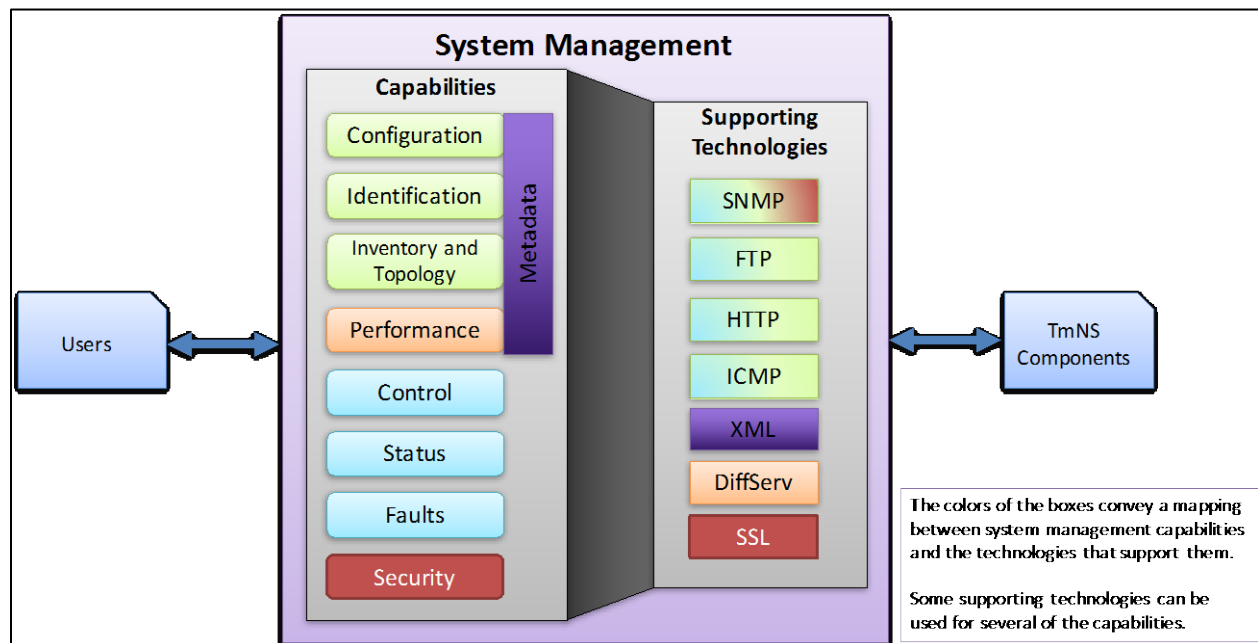 System Management
Capabilities
Configuration
Identification
Inventory and
Topology
Performance
Control
Status
Faults
Security
Metadata
Supporting
Technologies
SNMP
FTP
HTTP
ICMP
XML
DiffServ
SSL
Users
TmNS
Components
The colors of the boxes convey a mapping
between system management capabilities
and the technologies that support them.
Some supporting technologies can be
used for several of the capabilities.